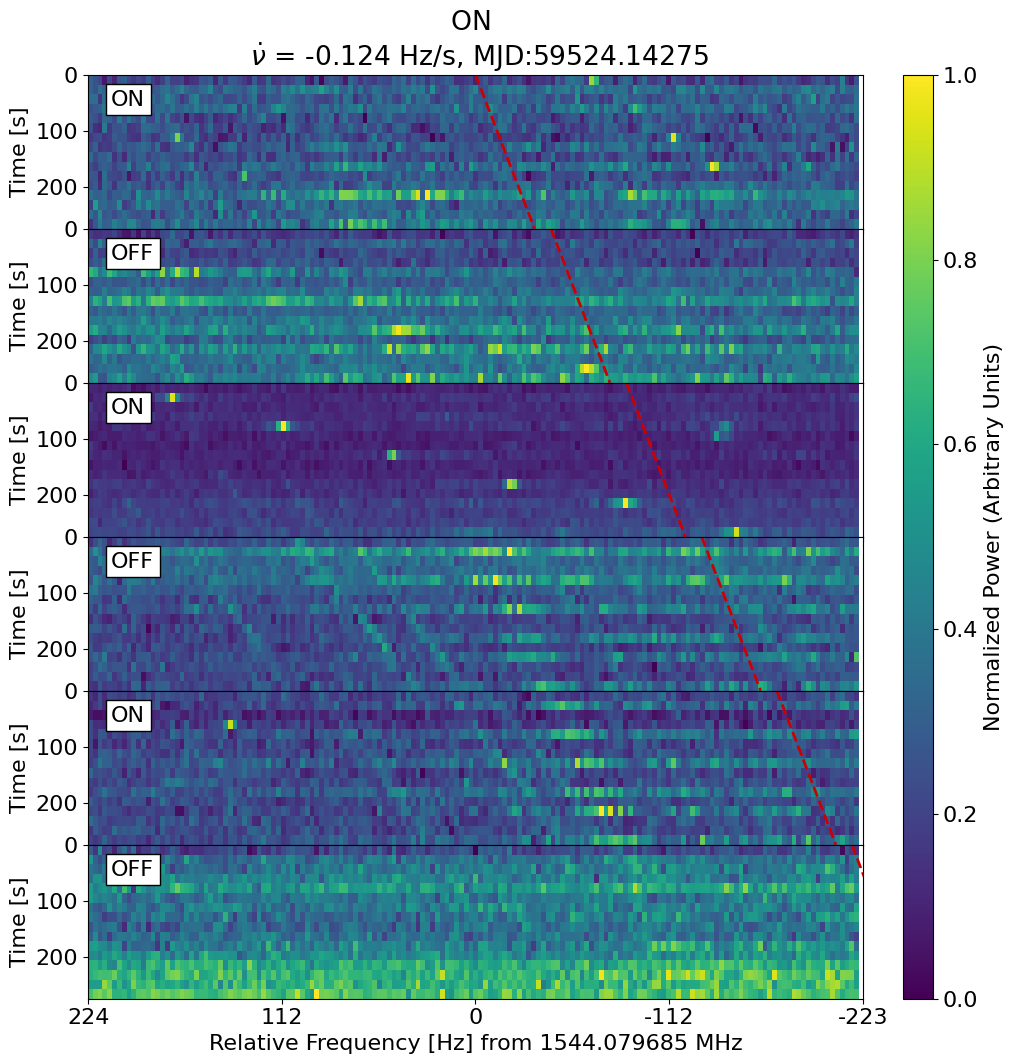 ON
ν̇ = -0.124 Hz/s, MJD:59524.14275
0
ON
100
Time [s]
200
0
OFF
100
Time [s]
200
0
ON
100
Time [s]
200
0
OFF
100
Time [s]
200
0
ON
100
Time [s]
200
0
OFF
100
Time [s]
200
224 112 0 -112 -223
Relative Frequency [Hz] from 1544.079685 MHz
1.0
0.8
0.6
0.4
0.2
0.0
Normalized Power (Arbitrary Units)